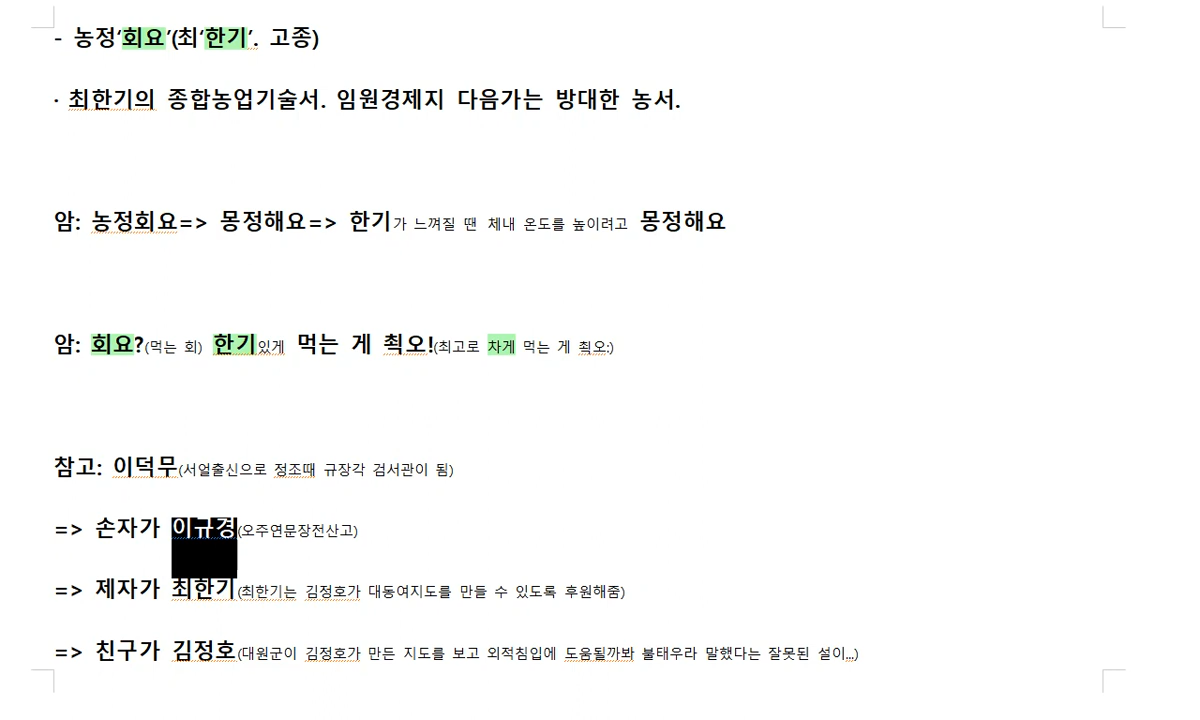 - 농정‘회요’(최‘한기’. 고종)
· 최한기의 종합농업기술서. 임원경제지 다음가는 방대한 농서.
암: 농정회요=> 몽정해요=> 한기가 느껴질 땐 체내 온도를 높이려고 몽정해요
암: 회요?(먹는 회) 한기있게 먹는 게 쵝오!(최고로 차게 먹는 게 쵝오;)
참고: 이덕무(서얼출신으로 정조때 규장각 검서관이 됨)
=> 손자가 이규경(오주연문장전산고)
=> 제자가 최한기(최한기는 김정호가 대동여지도를 만들 수 있도록 후원해줌)
=> 친구가 김정호(대원군이 김정호가 만든 지도를 보고 외적침입에 도움될까봐 불태우라 말했다는 잘못된 설이...)